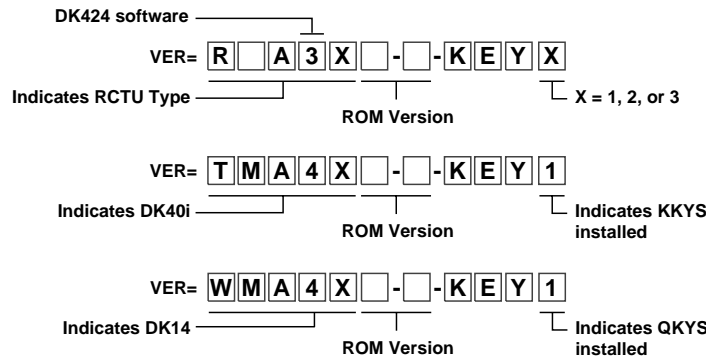 DK424 software
VER= R A 3 X - - K E Y X
Indicates RCTU Type
ROM Version
X = 1, 2, or 3
VER= T M A 4 X - - K E Y 1
Indicates DK40i
ROM Version
Indicates KKYS
installed
VER= W M A 4 X - - K E Y 1
Indicates DK14
ROM Version
Indicates QKYS
installed